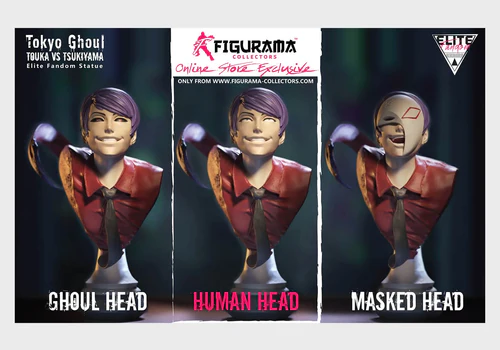 Tokyo Ghoul
TOUKA VS TSUKIYAMA
Elite Fandom Statue
FIGURAMA
COLLECTORS
Online Store Exclusive
ONLY FROM WWW.FIGURAMA-COLLECTORS.COM
ELITE
Fandom
GHOUL HEAD
HUMAN HEAD
MASKED HEAD